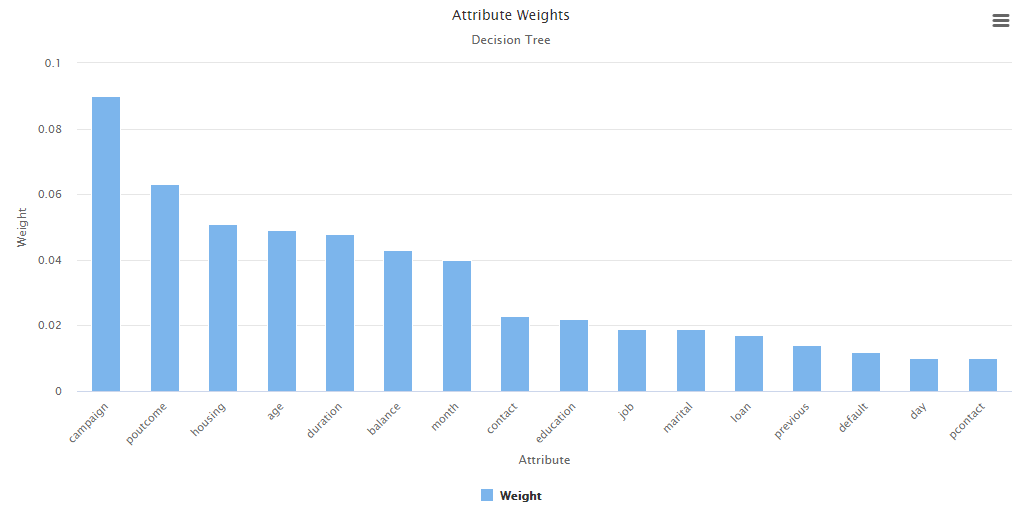 Attribute Weights
Decision Tree
0.1
0.08
0.06
0.04
0.02
0
Weight
campaign
poutcome
housing
age
duration
balance
month
contact
education
job
marital
loan
previous
default
day
pcontact
Attribute
Weight